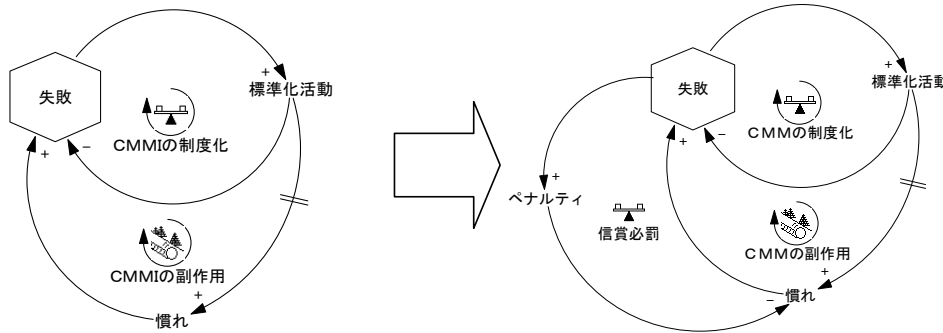 +
標準化活動
失敗
CMMIの制度化
+
−
CMMIの副作用
+
慣れ
+
標準化活動
失敗
ＣＭＭの制度化
+
−
+
ペナルティ
信賞必罰
ＣＭＭの副作用
+
−
慣れ